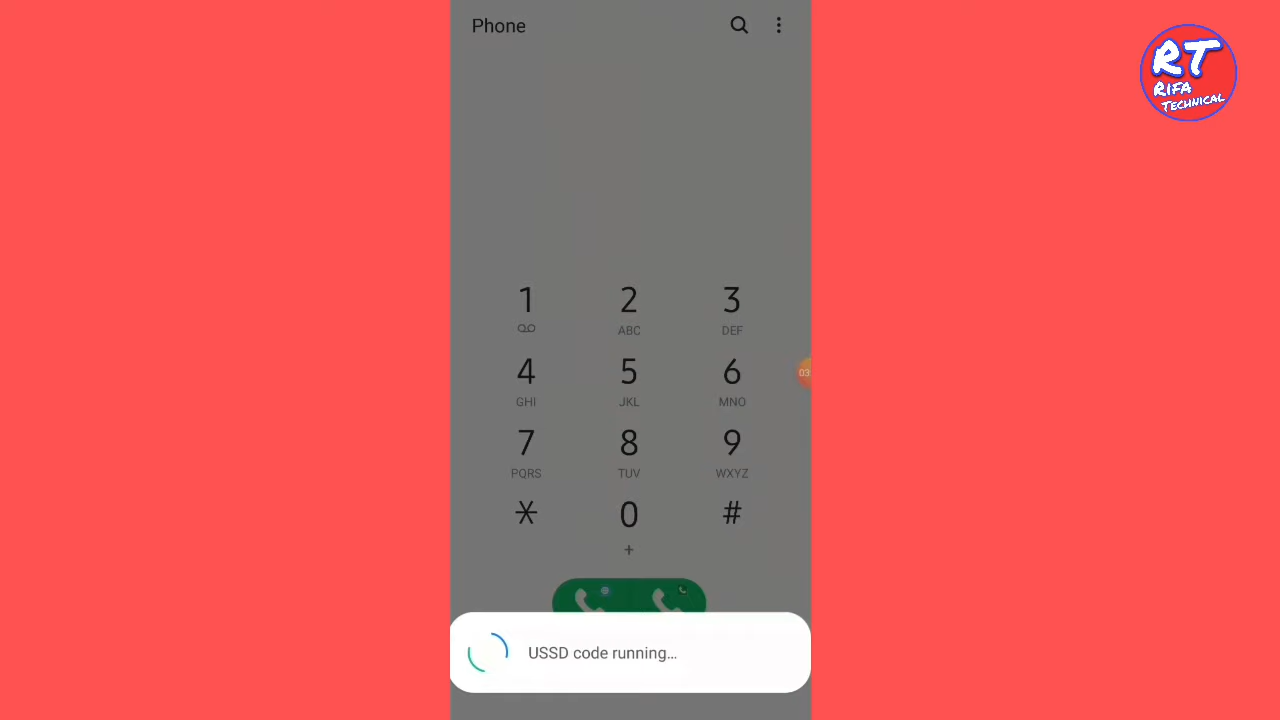 Phone
RT
RIFA
TECHNICAL
1
2
ABC
3
DEF
4
GHI
5
JKL
6
MNO
03
7
PQRS
8
TUV
9
WXYZ
*
0
+
#
USSD code running...